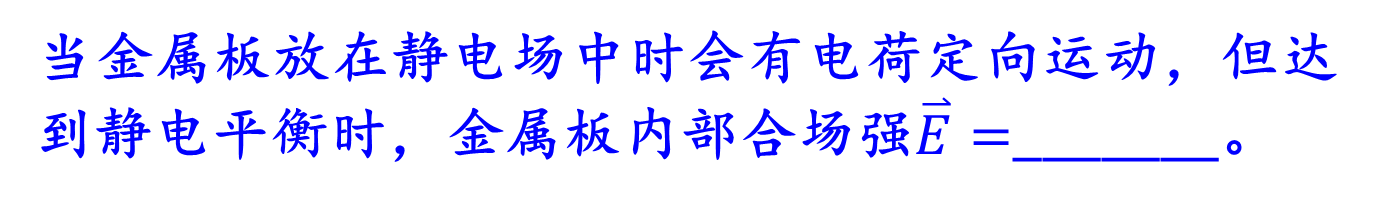 当金属板放在静电场中时会有电荷定向运动，但达
到静电平衡时，金属板内部合场强$\vec{E}$ =________。